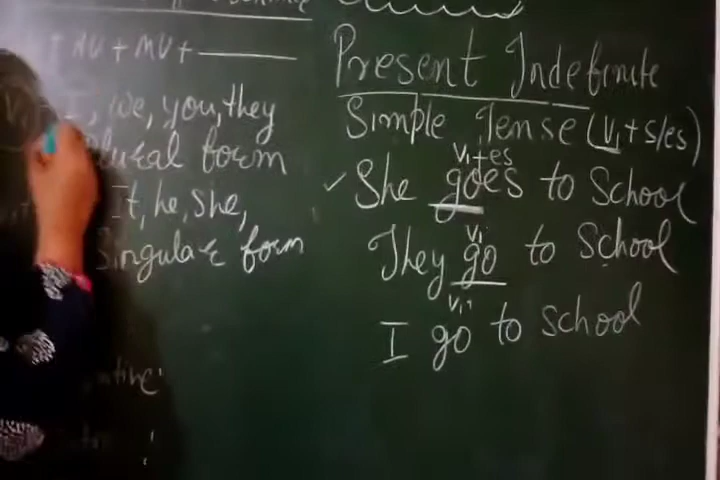 + MV +
I, we, you, they
Plural form
It, he, she,
Singular form
Present Indefinite
Simple Tense (V₁+s/es)
V₁+es
✓ She goes to School
V₁
They go to School
V₁
I go to school